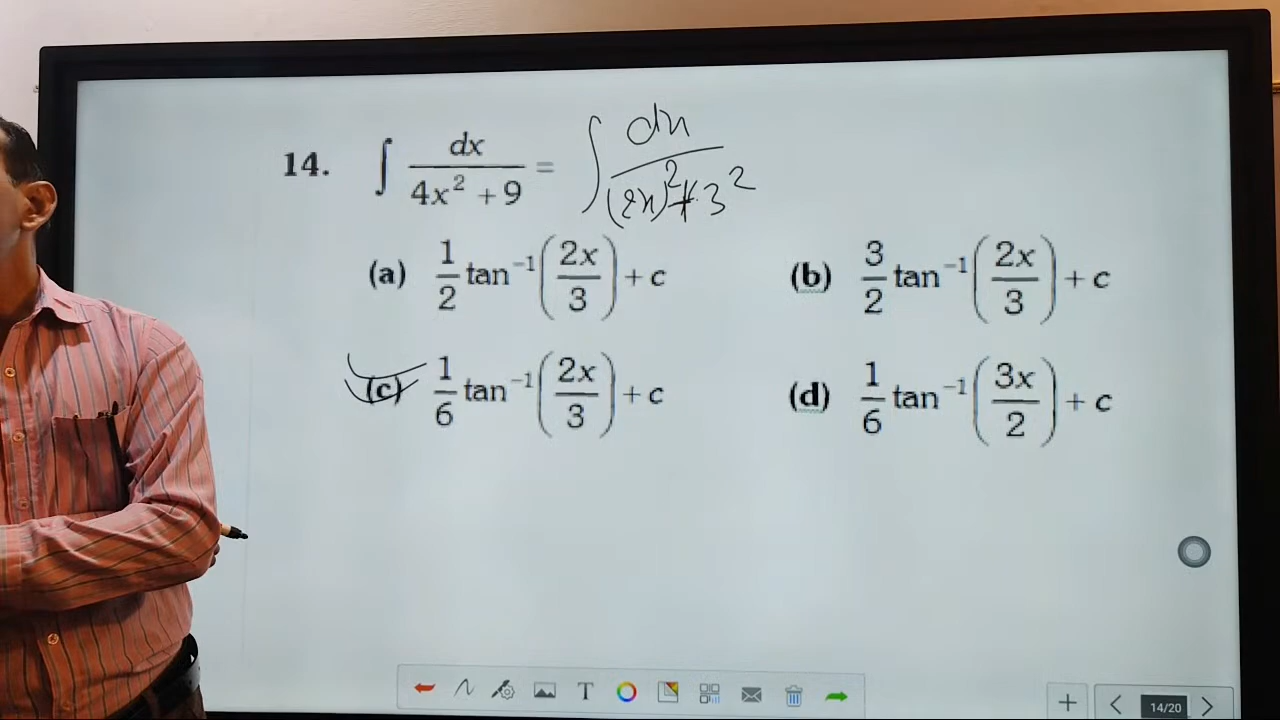 14. ∫ dx / 4x² + 9 = ∫ dx / (2x)² + 3²
(a) 1/2 tan⁻¹(2x/3) + c
(b) 3/2 tan⁻¹(2x/3) + c
(c) 1/6 tan⁻¹(2x/3) + c
(d) 1/6 tan⁻¹(3x/2) + c
T
14/20